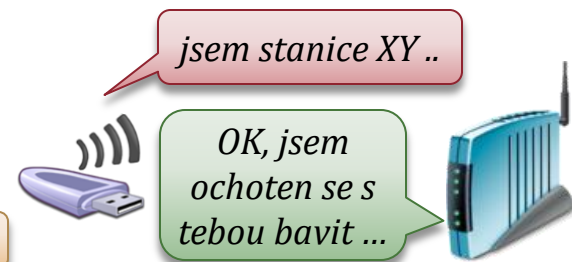 jsem stanice XY ..
OK, jsem
ochoten se s
tebou bavit ...